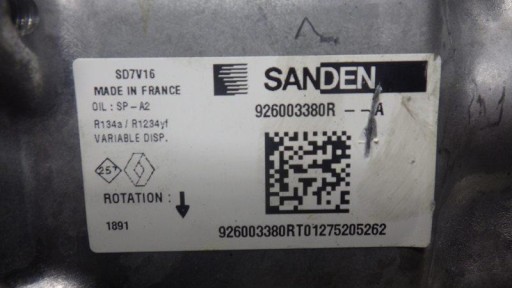 SD7V16
SANDEN
MADE IN FRANCE
OIL : SP-A2
926003380R --A
R134a / R1234yf
VARIABLE DISP.
25
ROTATION :
1891
926003380RT01275205262